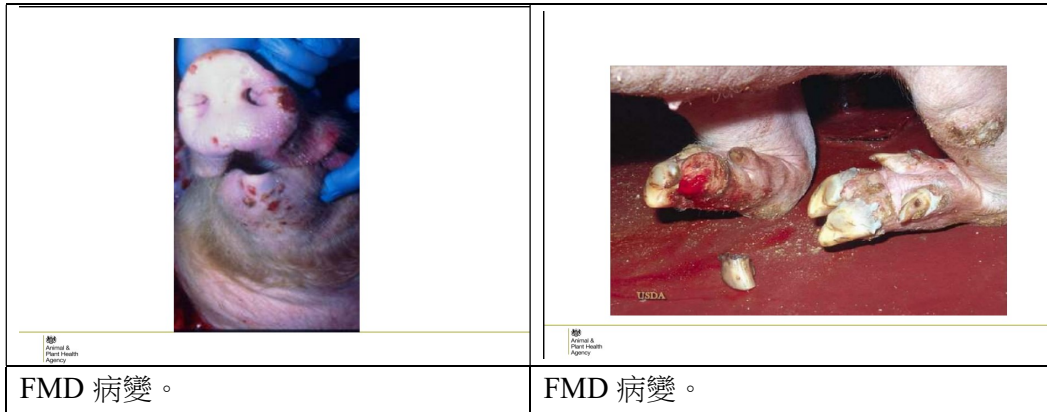 Animal &
Plant Health
Agency
USDA
Animal &
Plant Health
Agency
FMD 病變。
FMD 病變。